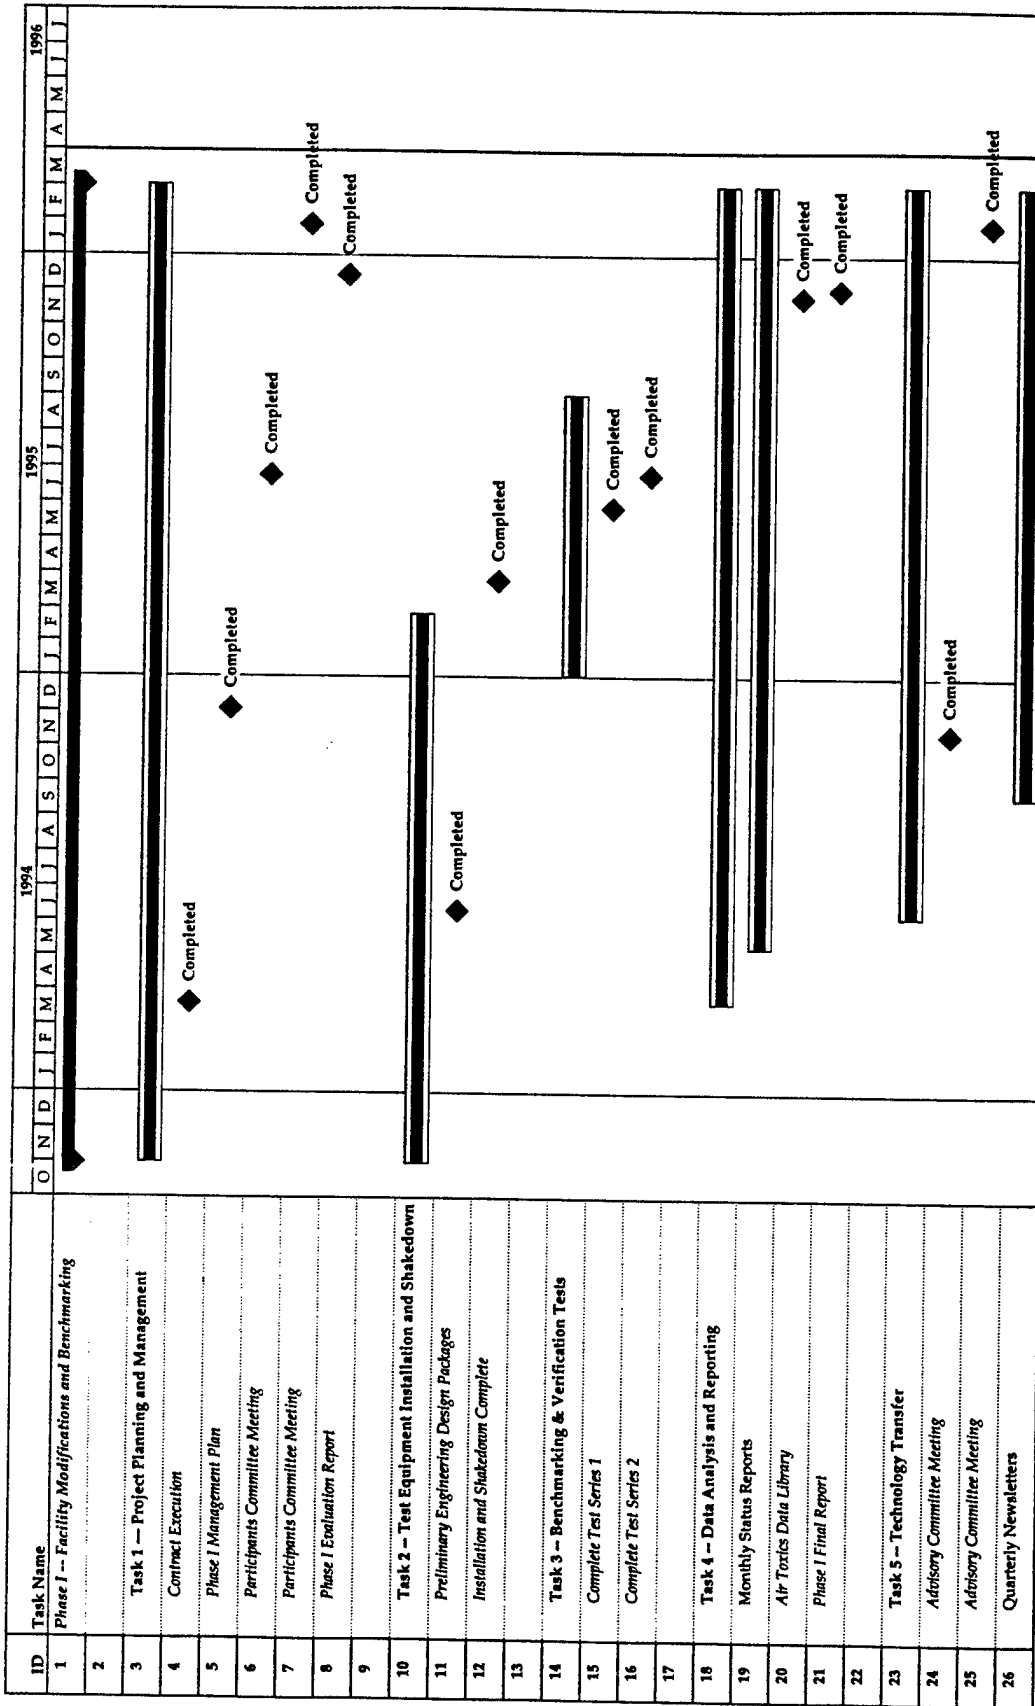 ID Task Name 1994 1995 1996
O N D J F M A M J J A S O N D J F M A M J J A S O N D J F M A M J J
1 Phase I -- Facility Modifications and Benchmarking
2
3 Task 1 — Project Planning and Management
4 Contract Execution Completed
5 Phase I Management Plan Completed
6 Participants Committee Meeting Completed
7 Participants Committee Meeting Completed
8 Phase I Evaluation Report Completed
9
10 Task 2 – Test Equipment Installation and Shakedown
11 Preliminary Engineering Design Packages Completed
12 Installation and Shakedown Complete Completed
13
14 Task 3 – Benchmarking & Verification Tests
15 Complete Test Series 1 Completed
16 Complete Test Series 2 Completed
17
18 Task 4 – Data Analysis and Reporting
19 Monthly Status Reports
20 Air Toxics Data Library Completed
21 Phase I Final Report Completed
22
23 Task 5 – Technology Transfer
24 Advisory Committee Meeting Completed
25 Advisory Committee Meeting Completed
26 Quarterly Newsletters